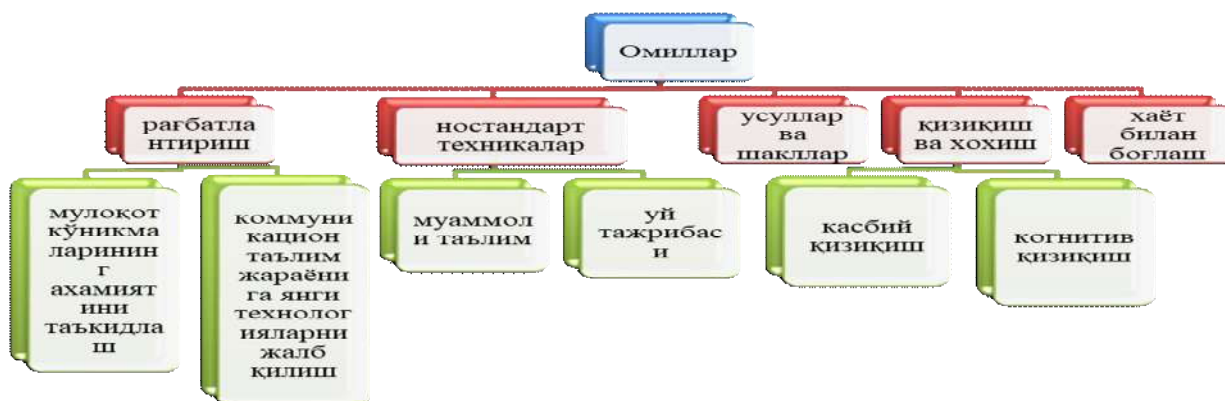 Омиллар
рағбатла
нтириш
ностандарт
техникалар
усуллар
ва
шакллар
қизиқиш
ва хохиш
хаёт
билан
боғлаш
мулоқот
кўникма
ларининг
г
ахамият
ини
таъкидла
ш
коммуни
кацион
таълим
жараёни
га янги
технолог
ияларни
жалб
қилиш
муаммол
и таълим
уй
тажрибас
и
касбий
қизиқиш
когнитив
қизиқиш